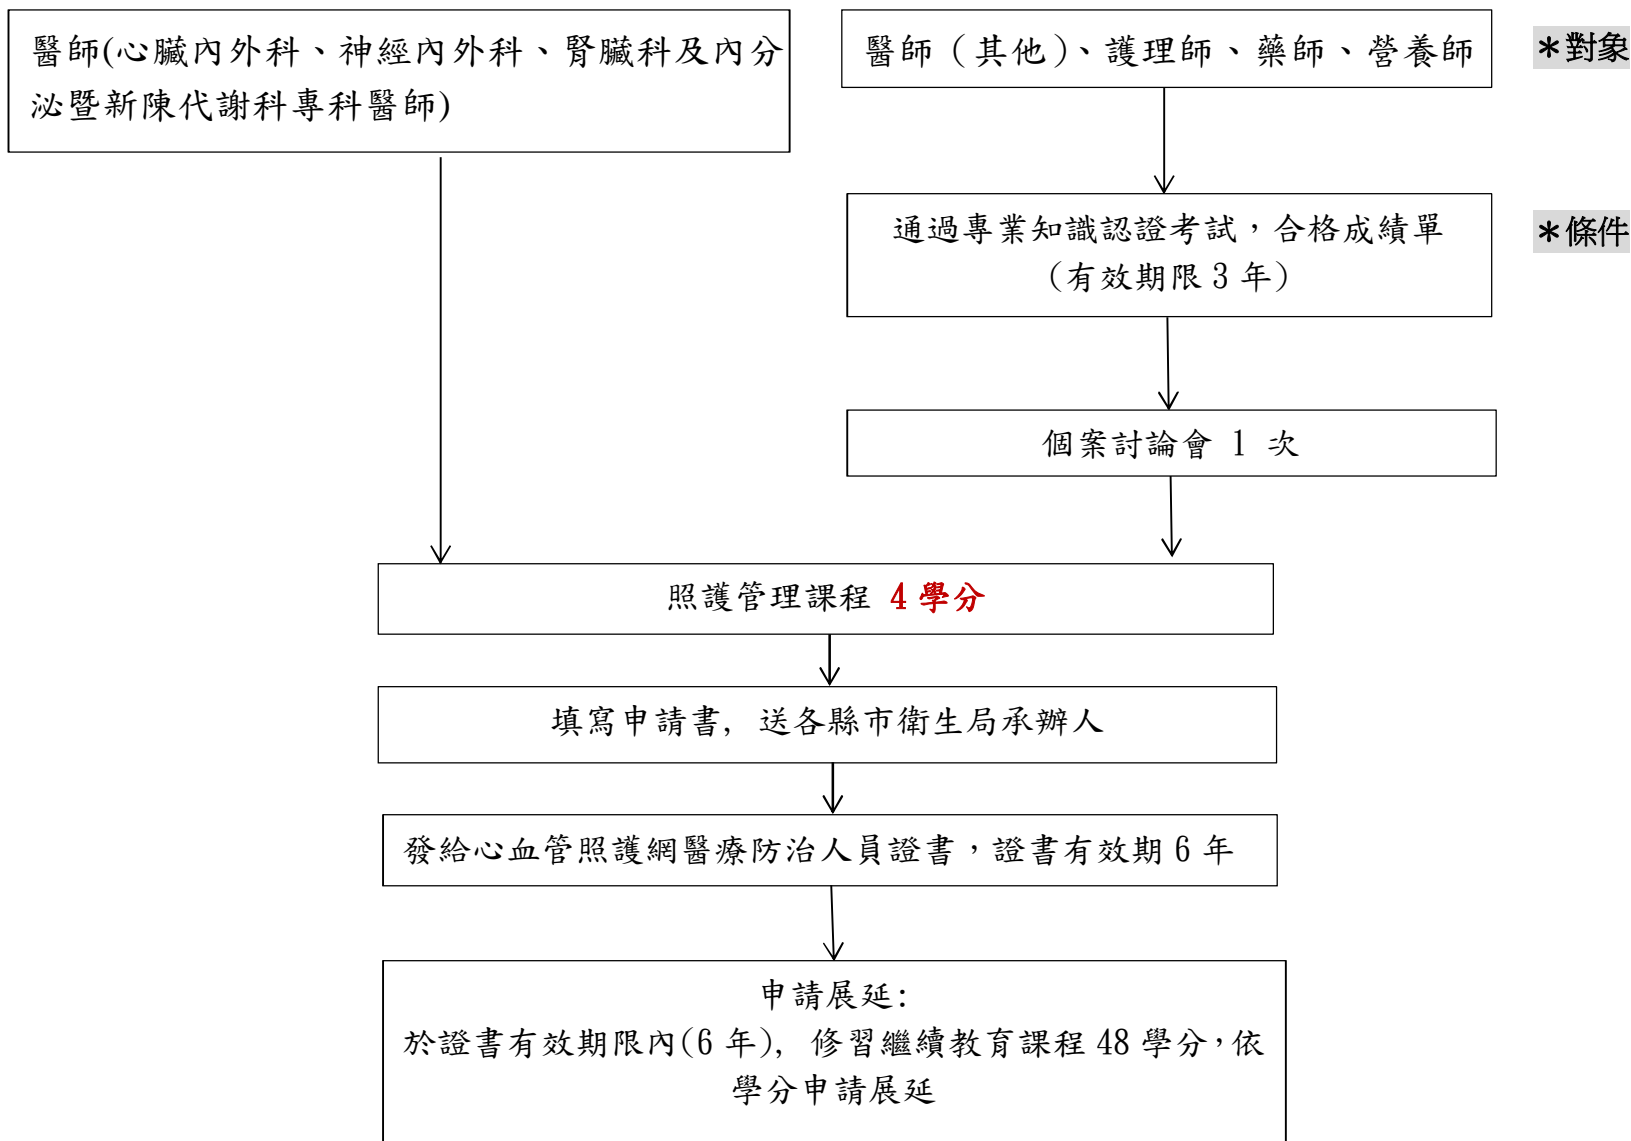 醫師(心臟內外科、神經內外科、腎臟科及內分
泌暨新陳代謝科專科醫師)
醫師（其他）、護理師、藥師、營養師
＊對象
通過專業知識認證考試，合格成績單
（有效期限 3 年）
＊條件
個案討論會 1 次
照護管理課程 4 學分
填寫申請書, 送各縣市衛生局承辦人
發給心血管照護網醫療防治人員證書，證書有效期 6 年
申請展延:
於證書有效期限內(6 年), 修習繼續教育課程 48 學分，依
學分申請展延